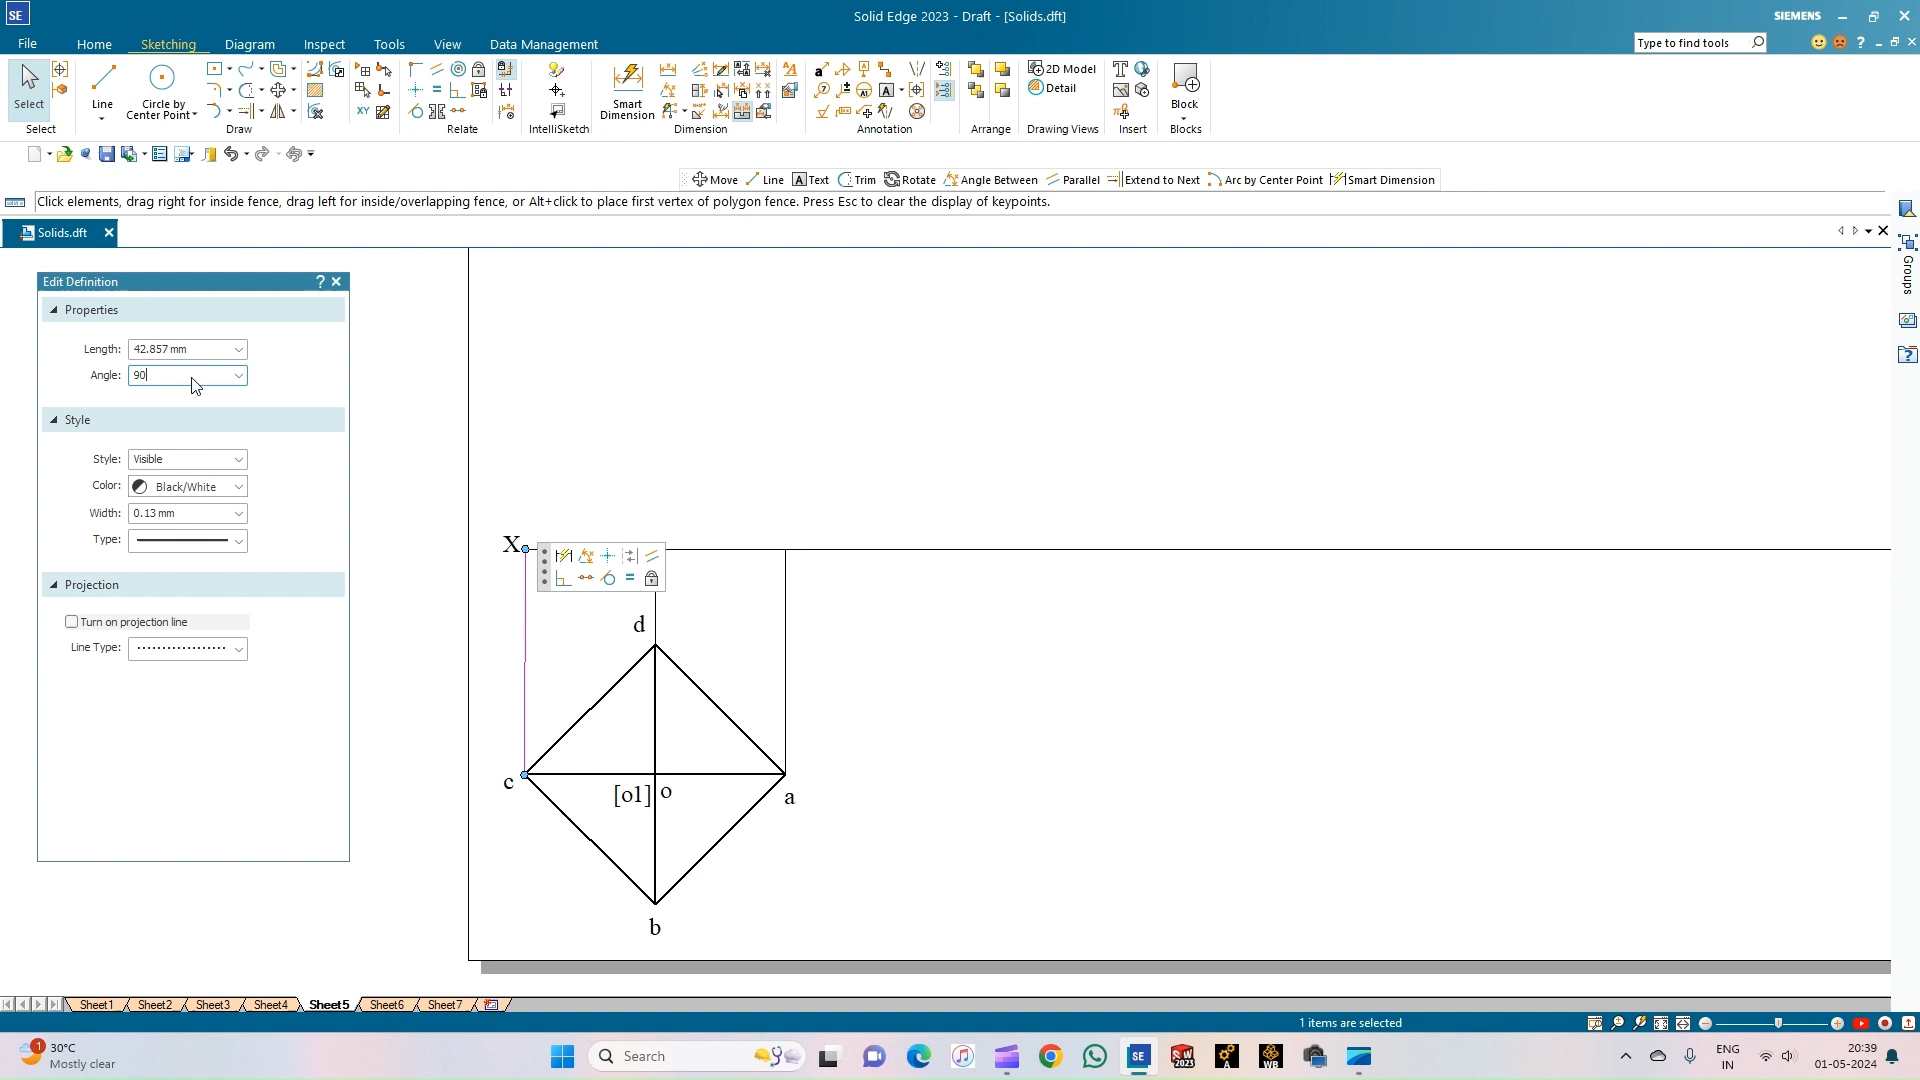 SE
Solid Edge 2023 - Draft - [Solids.dft]
SIEMENS
File Home Sketching Diagram Inspect Tools View Data Management
Type to find tools
Select
Line
Circle by Center Point
Smart Dimension
2D Model
Detail
Block
Select Draw Relate IntelliSketch Dimension Annotation Arrange Drawing Views Insert Blocks
Move Line Text Trim Rotate Angle Between Parallel Extend to Next Arc by Center Point Smart Dimension
Click elements, drag right for inside fence, drag left for inside/overlapping fence, or Alt+click to place first vertex of polygon fence. Press Esc to clear the display of keypoints.
Solids.dft
Groups
Edit Definition
Properties
Length: 42.857 mm
Angle: 90
Style
Style: Visible
Color: Black/White
Width: 0.13 mm
Type:
Projection
Turn on projection line
Line Type:
X
d
c
[o1] o
a
b
Sheet1 Sheet2 Sheet3 Sheet4 Sheet5 Sheet6 Sheet7
1 items are selected
1
30°C
Mostly clear
Search
ENG
IN
20:39
01-05-2024